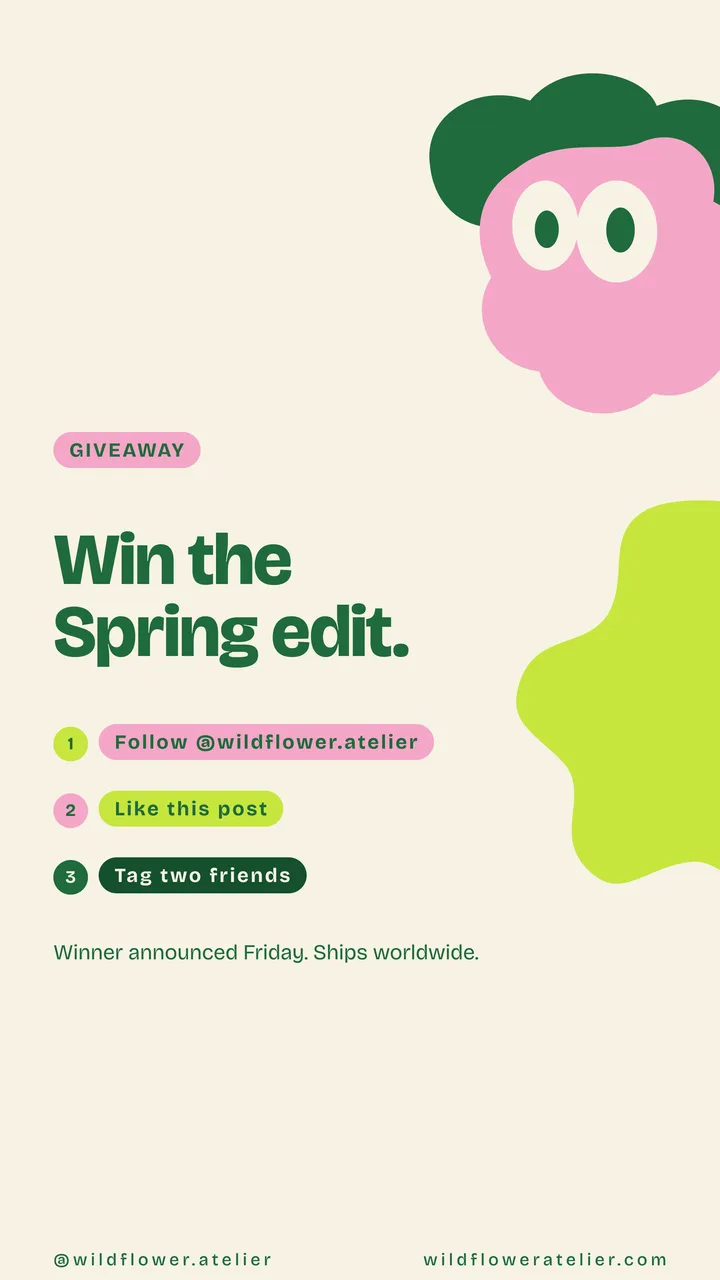 GIVEAWAY
Win the
Spring edit.
1 Follow @wildflower.atelier
2 Like this post
3 Tag two friends
Winner announced Friday. Ships worldwide.
@wildflower.atelier wildfloweratelier.com